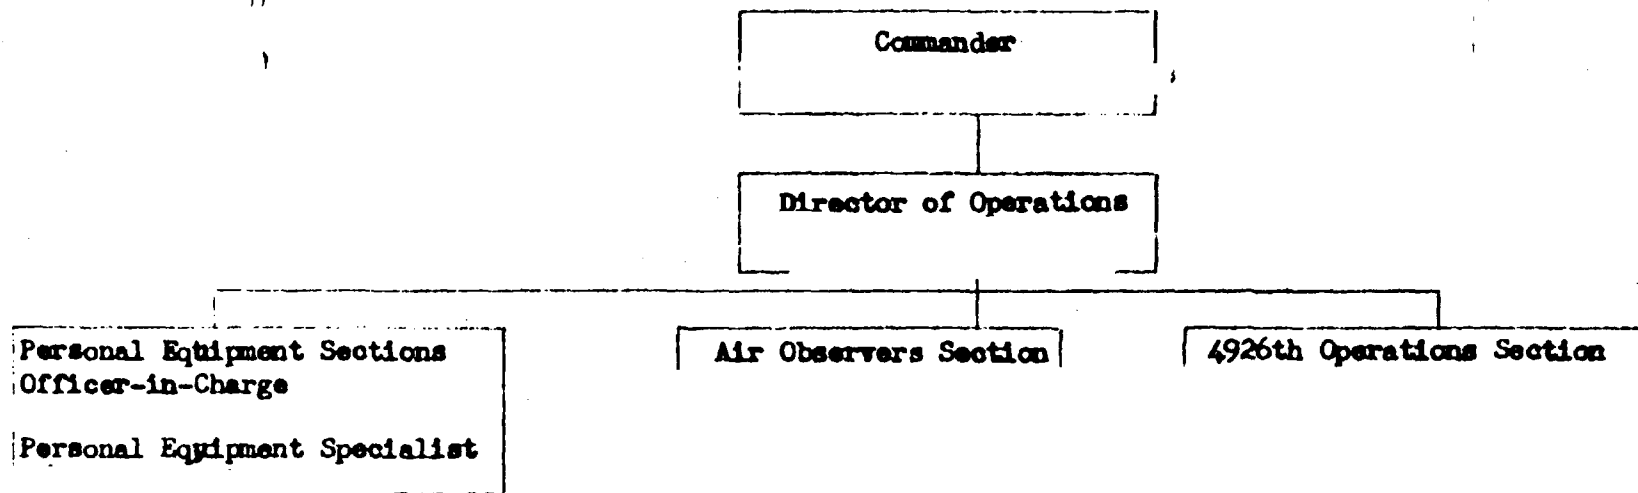 Commander
Director of Operations
Personal Equipment Sections
Officer-in-Charge
Personal Equipment Specialist
Air Observers Section
4926th Operations Section